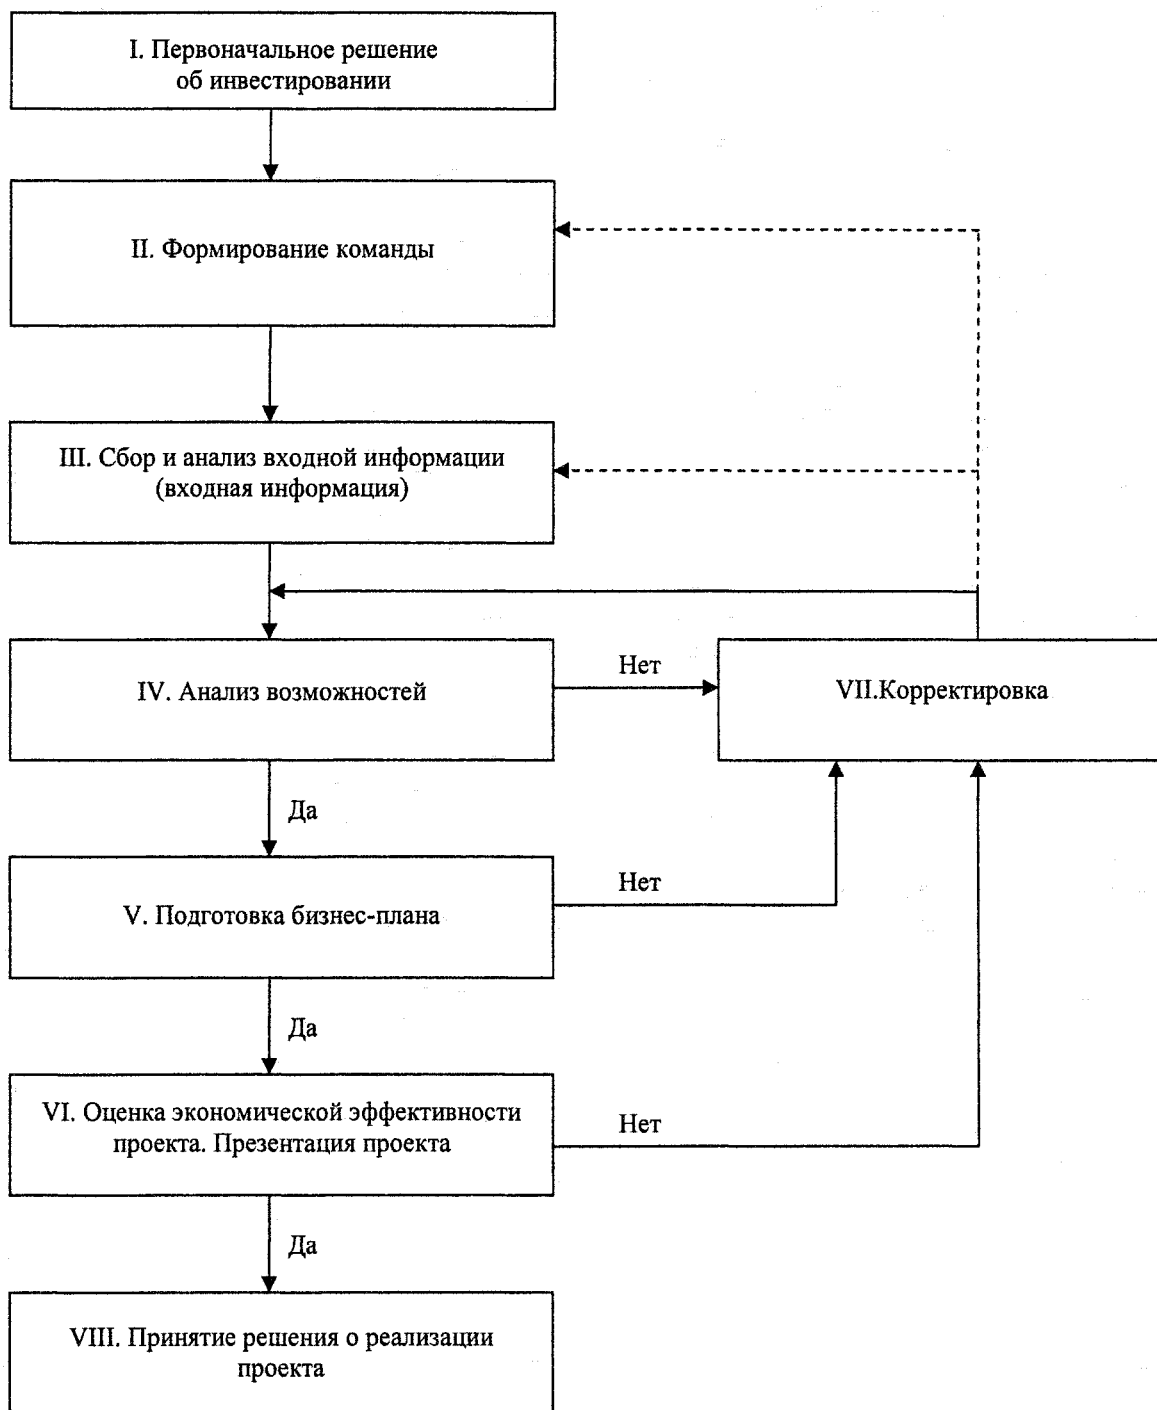 I. Первоначальное решение
об инвестировании
II. Формирование команды
III. Сбор и анализ входной информации
(входная информация)
IV. Анализ возможностей
Нет
VII.Корректировка
Да
V. Подготовка бизнес-плана
Нет
Да
VI. Оценка экономической эффективности
проекта. Презентация проекта
Нет
Да
VIII. Принятие решения о реализации
проекта